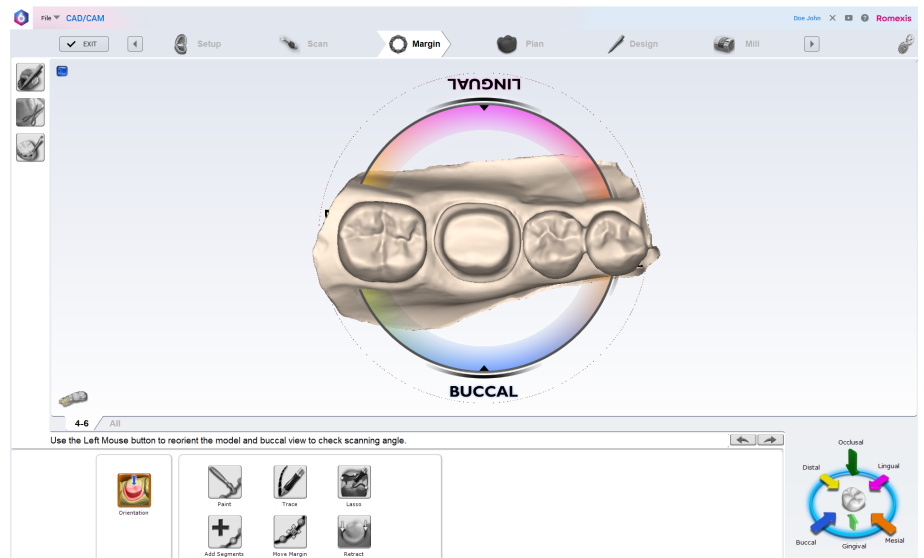 File CAD/CAM
Doe John
Romexis
EXIT
Setup
Scan
Margin
Plan
Design
Mill
LINGUAL
BUCCAL
4-6
All
Use the Left Mouse button to reorient the model and buccal view to check scanning angle.
Orientation
Paint
Trace
Lasso
Add Segments
Move Margin
Retract
Occlusal
Distal
Lingual
Buccal
Mesial
Gingival